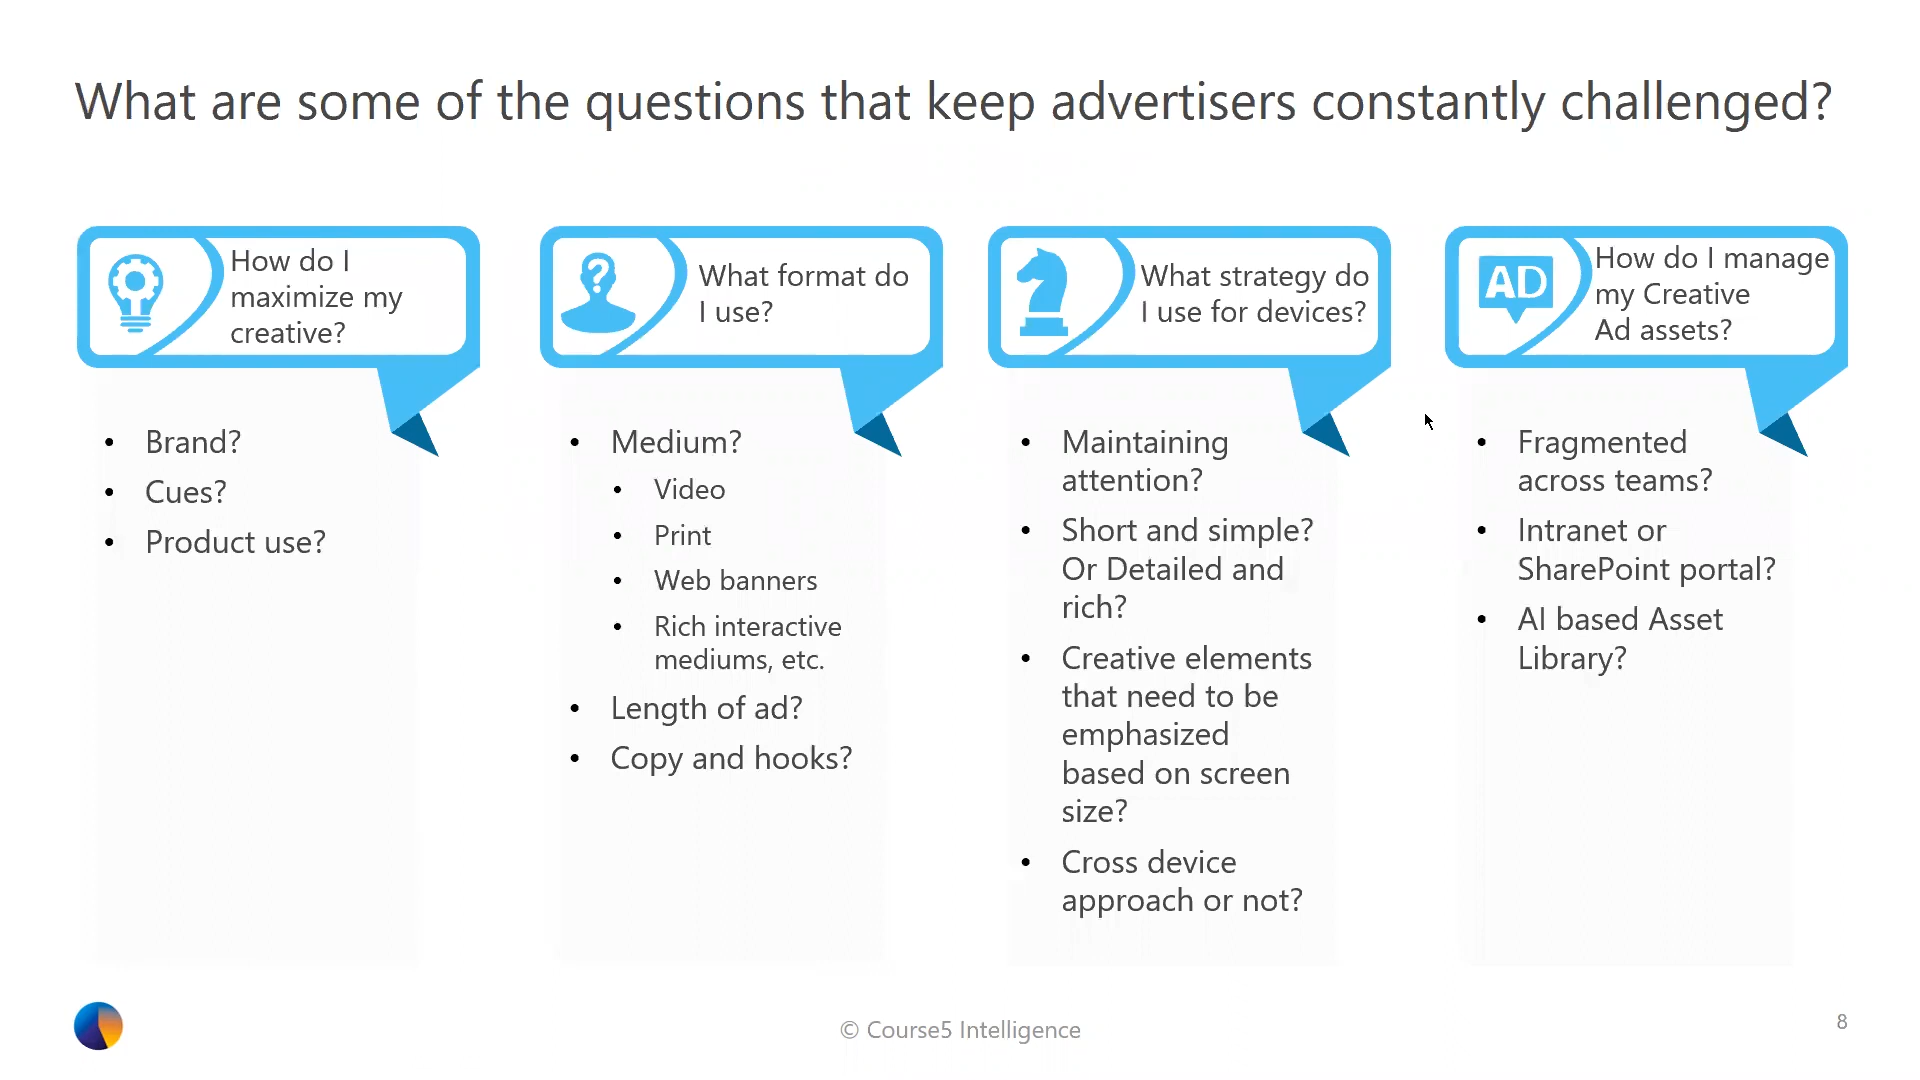 What are some of the questions that keep advertisers constantly challenged?
How do I
maximize my
creative?
• Brand?
• Cues?
• Product use?
?
What format do
I use?
• Medium?
• Video
• Print
• Web banners
• Rich interactive
mediums, etc.
• Length of ad?
• Copy and hooks?
What strategy do
I use for devices?
• Maintaining
attention?
• Short and simple?
Or Detailed and
rich?
• Creative elements
that need to be
emphasized
based on screen
size?
• Cross device
approach or not?
AD
How do I manage
my Creative
Ad assets?
• Fragmented
across teams?
• Intranet or
SharePoint portal?
• AI based Asset
Library?
© Course5 Intelligence
8